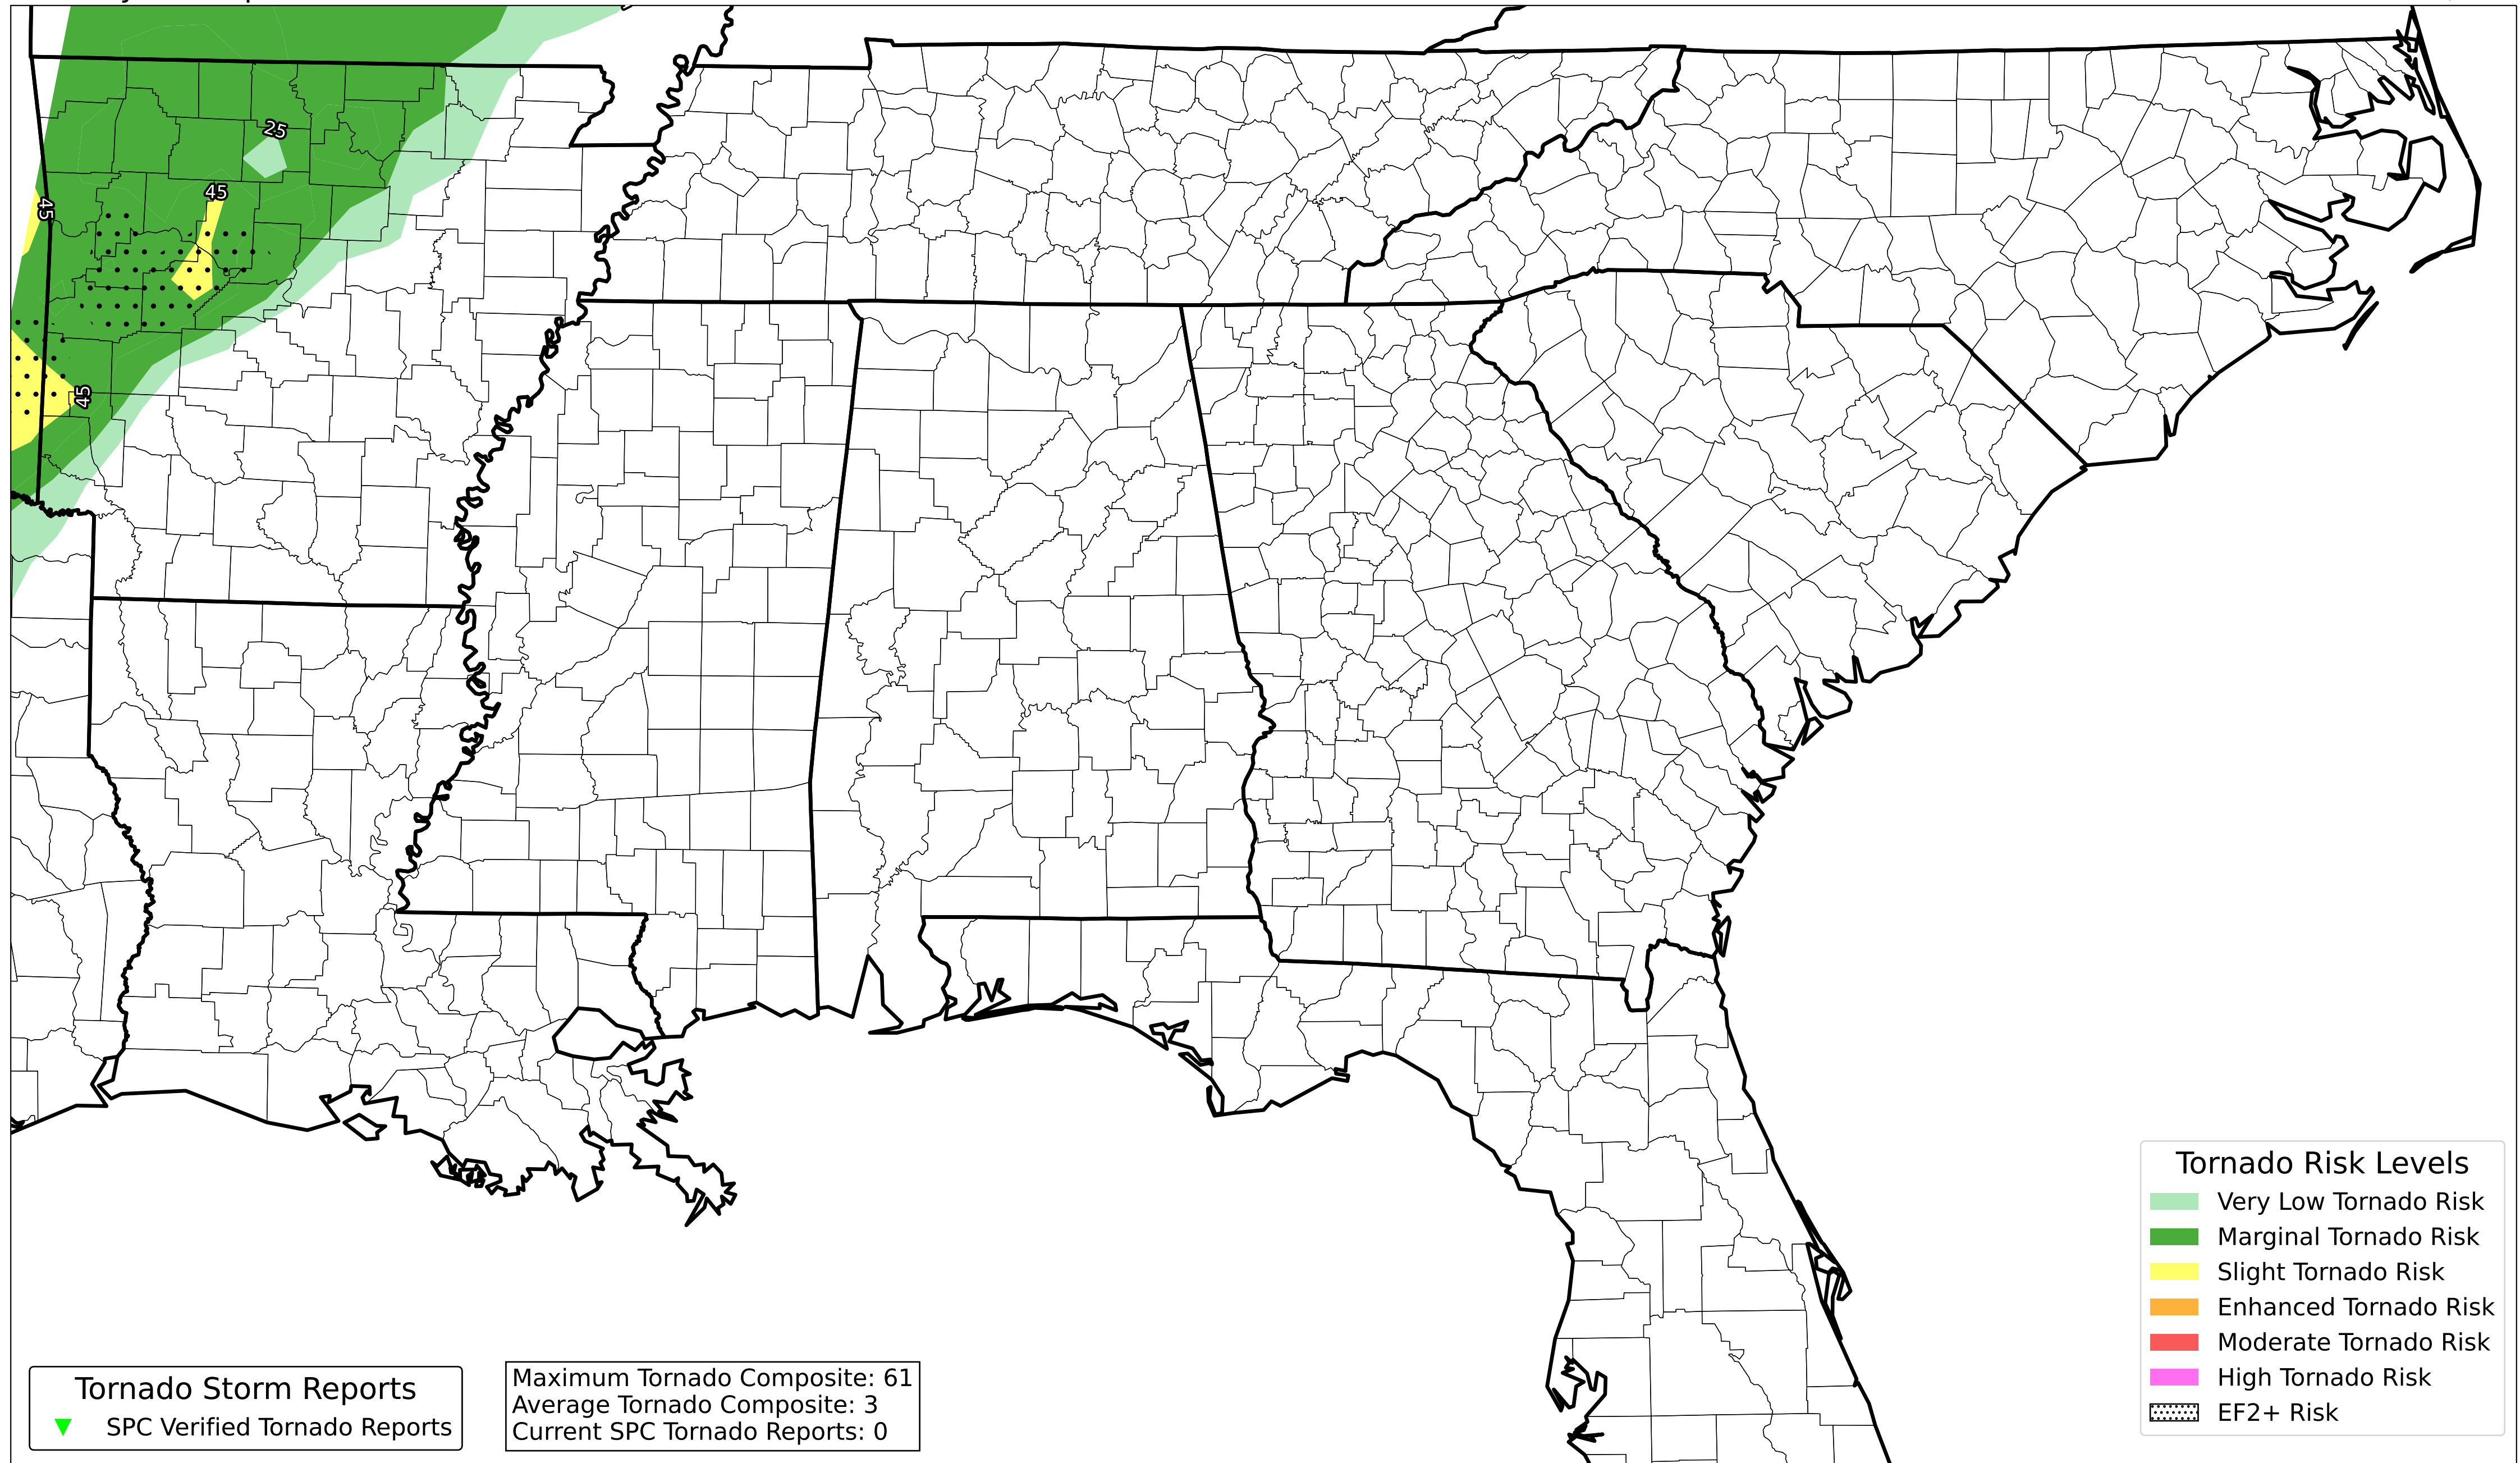 25
45
45
45
Tornado Risk Levels
Very Low Tornado Risk
Marginal Tornado Risk
Slight Tornado Risk
Enhanced Tornado Risk
Moderate Tornado Risk
High Tornado Risk
EF2+ Risk
Tornado Storm Reports
SPC Verified Tornado Reports
Maximum Tornado Composite: 61
Average Tornado Composite: 3
Current SPC Tornado Reports: 0